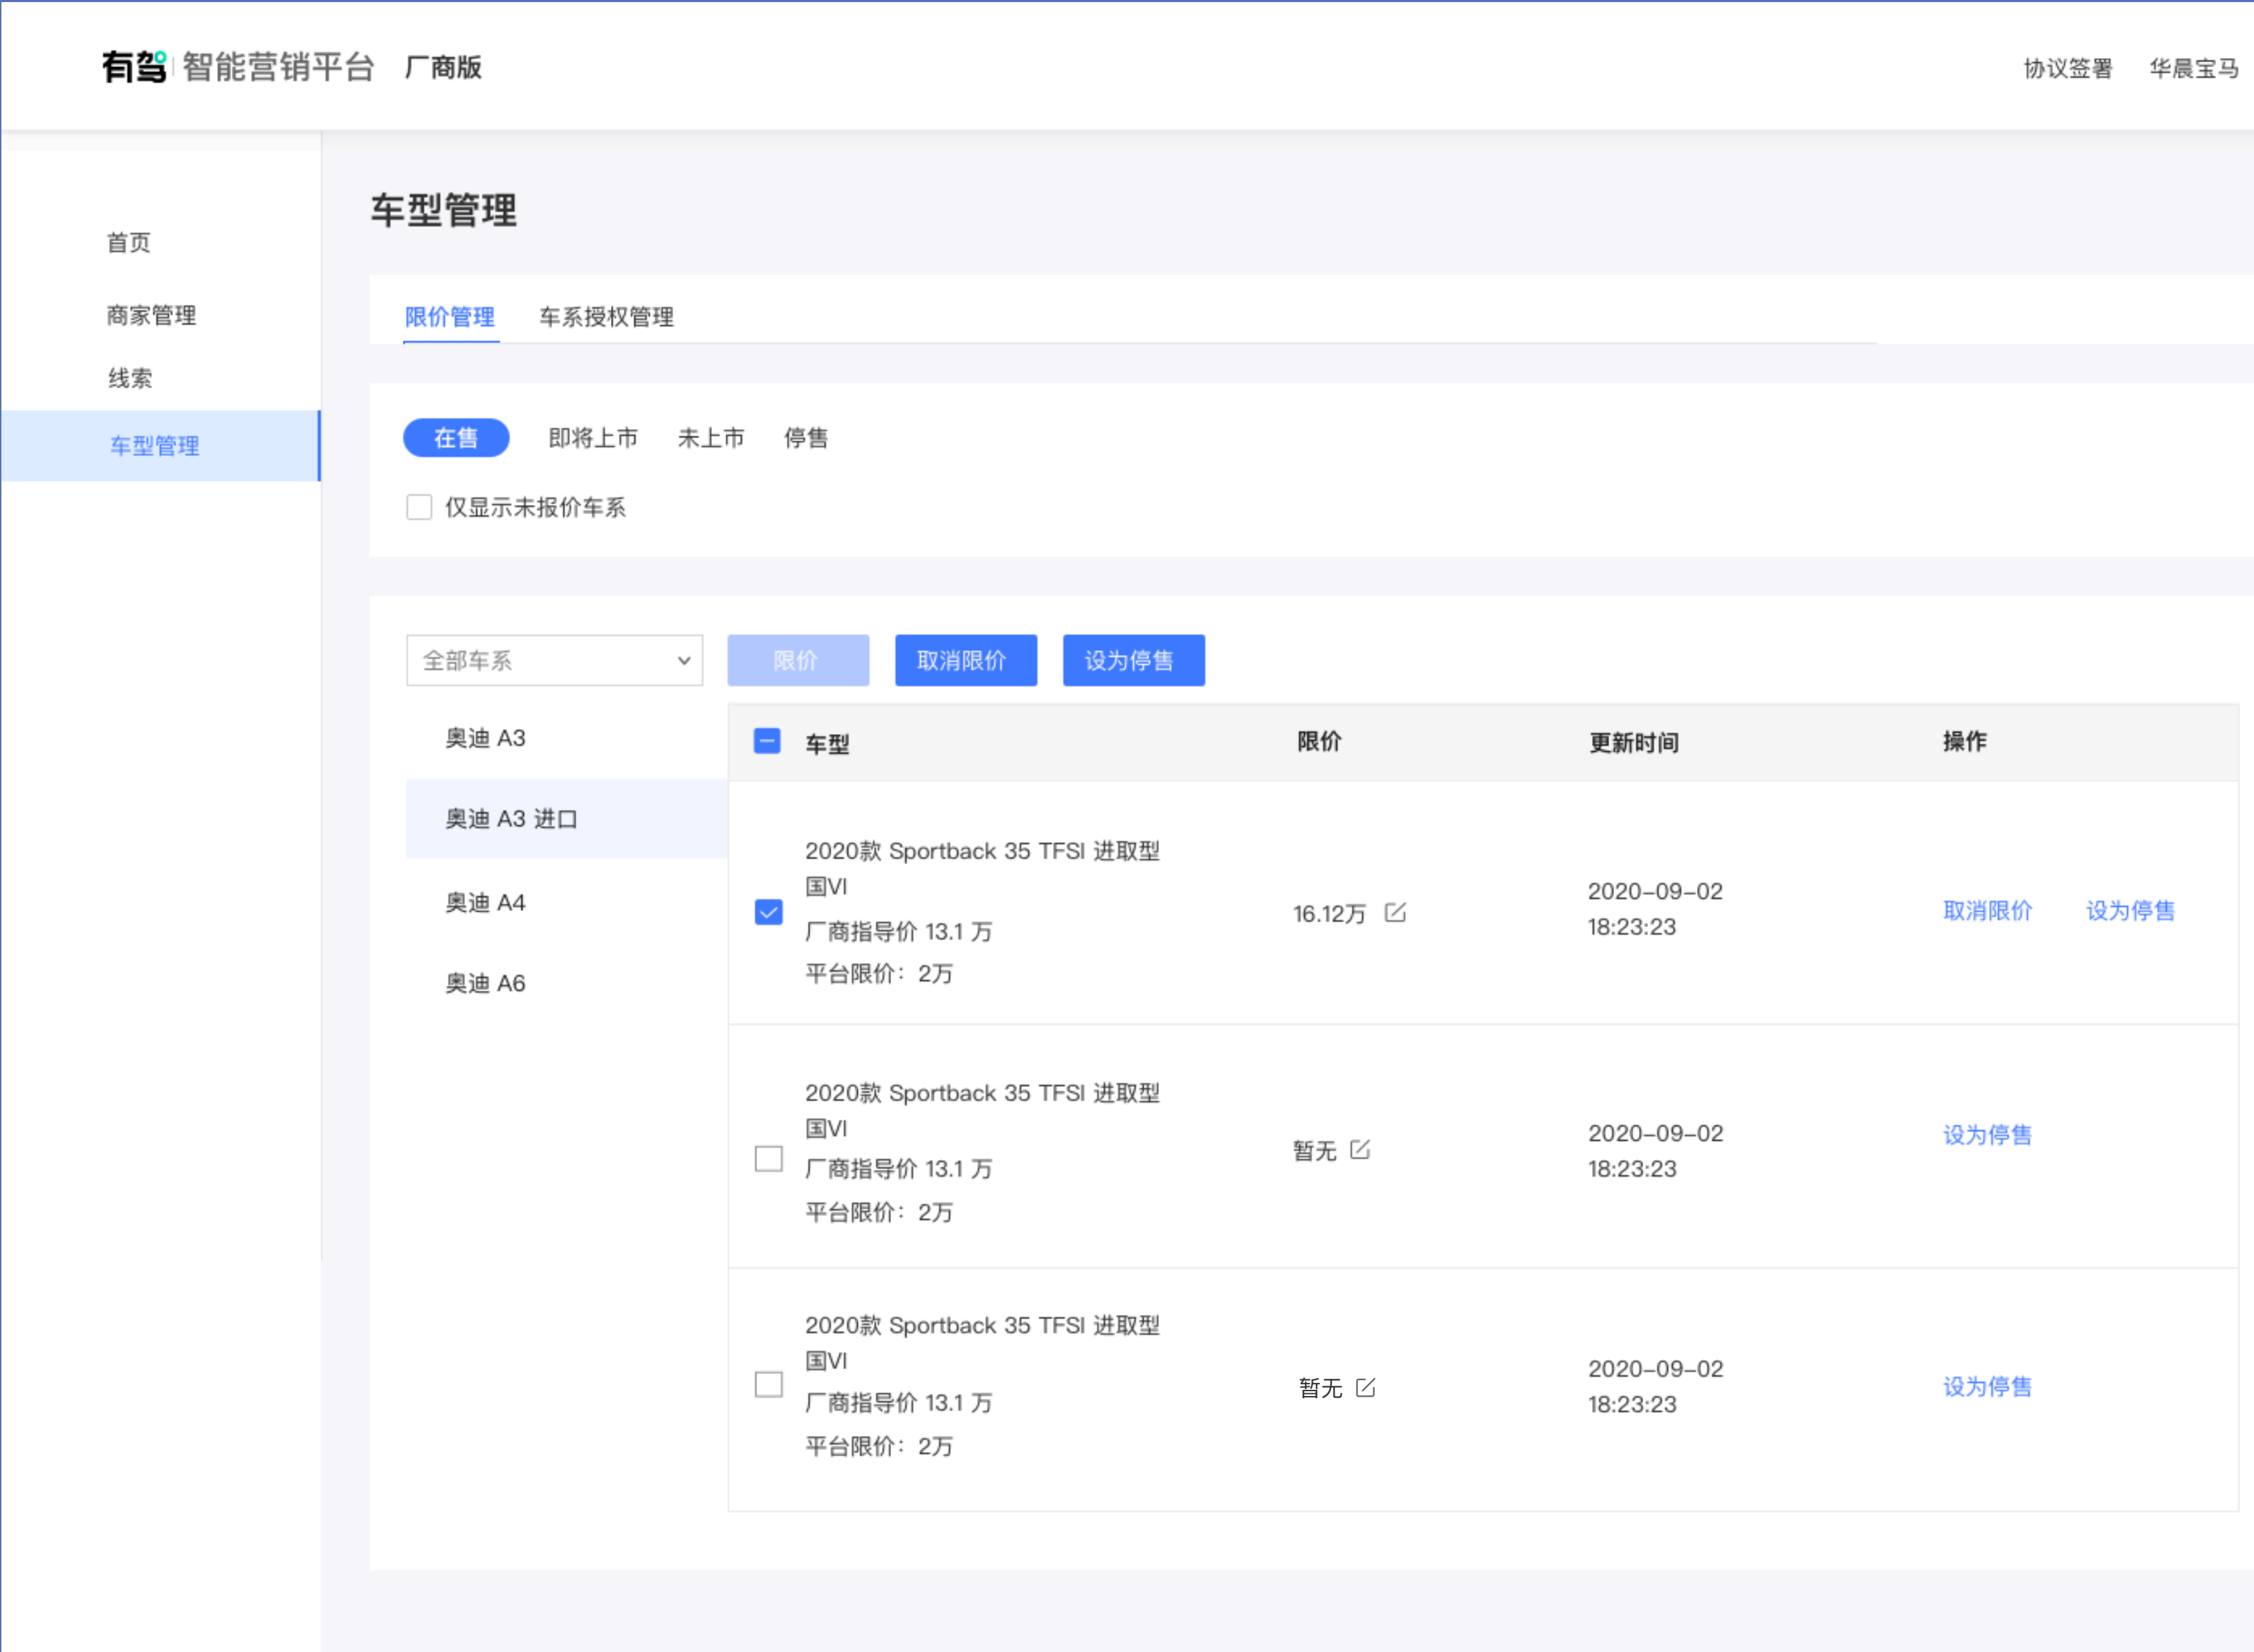 有驾 智能营销平台 厂商版
协议签署 华晨宝马
首页
商家管理
线索
车型管理
车型管理
限价管理 车系授权管理
在售 即将上市 未上市 停售
仅显示未报价车系
全部车系 限价 取消限价 设为停售
奥迪 A3
奥迪 A3 进口
奥迪 A4
奥迪 A6
车型 限价 更新时间 操作
2020款 Sportback 35 TFSI 进取型
国VI
厂商指导价 13.1 万
平台限价：2万
16.12万
2020-09-02
18:23:23
取消限价 设为停售
2020款 Sportback 35 TFSI 进取型
国VI
厂商指导价 13.1 万
平台限价：2万
暂无
2020-09-02
18:23:23
设为停售
2020款 Sportback 35 TFSI 进取型
国VI
厂商指导价 13.1 万
平台限价：2万
暂无
2020-09-02
18:23:23
设为停售